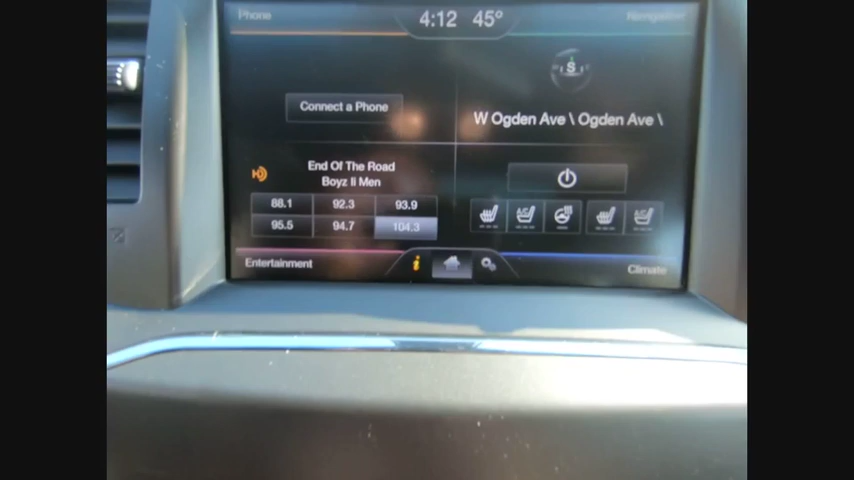 Phone
4:12 45°
Navigation
S
Connect a Phone
W Ogden Ave \ Ogden Ave \
End Of The Road
Boyz II Men
88.1 92.3 93.9
95.5 94.7 104.3
A/C A/C
Entertainment
i
Climate